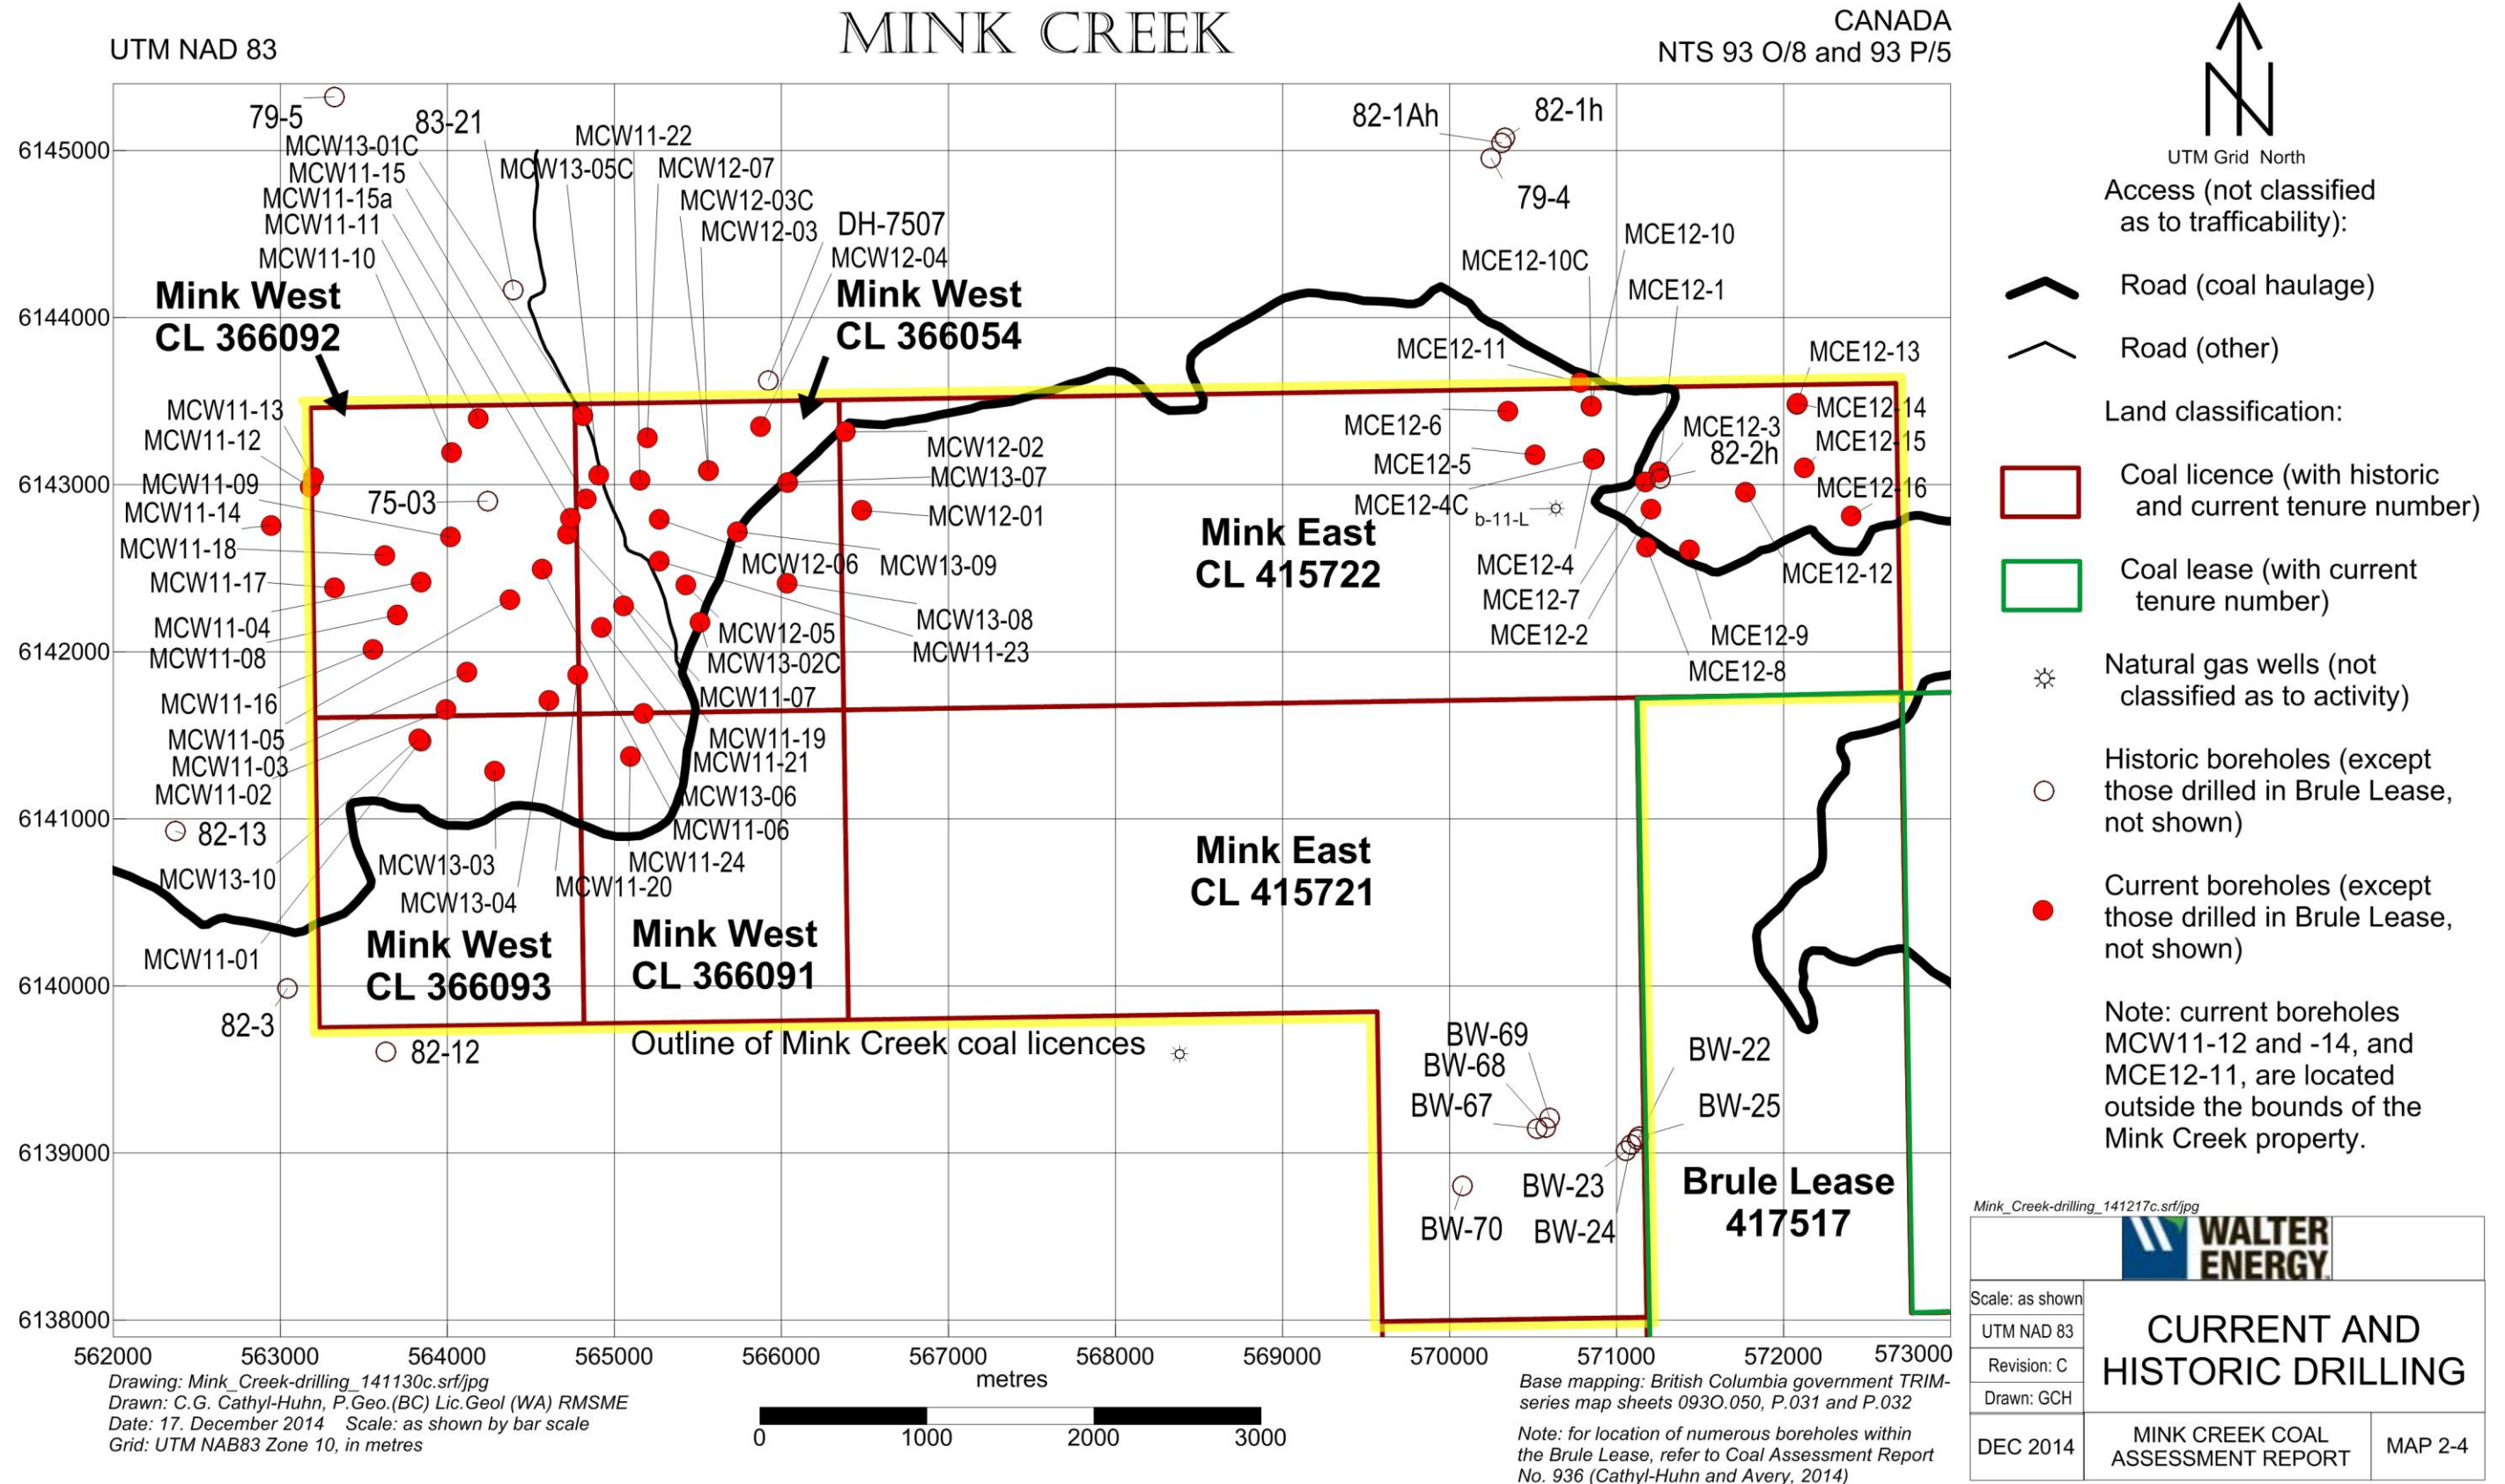 MINK CREEK
UTM NAD 83
CANADA
NTS 93 O/8 and 93 P/5
79-5
83-21
MCW13-01C
MCW11-15
MCW11-15a
MCW11-11
MCW11-10
MCW11-22
MCW13-05C
MCW12-07
MCW12-03C
MCW12-03
DH-7507
MCW12-04
Mink West
CL 366092
Mink West
CL 366054
82-1Ah
82-1h
79-4
MCE12-10
MCE12-10C
MCE12-1
MCE12-11
MCE12-13
MCE12-14
MCE12-6
MCE12-3
82-2h
MCE12-15
MCE12-5
MCE12-16
MCE12-4C
b-11-L
MCE12-4
MCE12-7
MCE12-2
MCE12-12
MCE12-9
MCE12-8
MCW11-13
MCW11-12
MCW11-09
75-03
MCW11-14
MCW11-18
MCW11-17
MCW11-04
MCW11-08
MCW11-16
MCW11-05
MCW11-03
MCW11-02
82-13
MCW13-10
MCW11-01
82-3
82-12
MCW12-02
MCW13-07
MCW12-01
MCW12-06
MCW13-09
MCW13-08
MCW12-05
MCW11-23
MCW13-02C
MCW11-07
MCW11-19
MCW11-21
MCW13-06
MCW11-06
MCW11-24
MCW11-20
MCW13-03
MCW13-04
Mink East
CL 415722
Mink East
CL 415721
Mink West
CL 366093
Mink West
CL 366091
Outline of Mink Creek coal licences
BW-69
BW-68
BW-67
BW-22
BW-25
BW-23
BW-24
BW-70
Brule Lease
417517
6145000
6144000
6143000
6142000
6141000
6140000
6139000
6138000
562000 563000 564000 565000 566000 567000 568000 569000 570000 571000 572000 573000
metres
Drawing: Mink_Creek-drilling_141130c.srf/jpg
Drawn: C.G. Cathyl-Huhn, P.Geo.(BC) Lic.Geol (WA) RMSME
Date: 17. December 2014 Scale: as shown by bar scale
Grid: UTM NAB83 Zone 10, in metres
0 1000 2000 3000
Base mapping: British Columbia government TRIM-
series map sheets 093O.050, P.031 and P.032
Note: for location of numerous boreholes within
the Brule Lease, refer to Coal Assessment Report
No. 936 (Cathyl-Huhn and Avery, 2014)
N
UTM Grid North
Access (not classified
as to trafficability):
Road (coal haulage)
Road (other)
Land classification:
Coal licence (with historic
and current tenure number)
Coal lease (with current
tenure number)
Natural gas wells (not
classified as to activity)
Historic boreholes (except
those drilled in Brule Lease,
not shown)
Current boreholes (except
those drilled in Brule Lease,
not shown)
Note: current boreholes
MCW11-12 and -14, and
MCE12-11, are located
outside the bounds of the
Mink Creek property.
Mink_Creek-drilling_141217c.srf/jpg
WALTER
ENERGY
Scale: as shown
UTM NAD 83
Revision: C
Drawn: GCH
DEC 2014
CURRENT AND
HISTORIC DRILLING
MINK CREEK COAL
ASSESSMENT REPORT
MAP 2-4